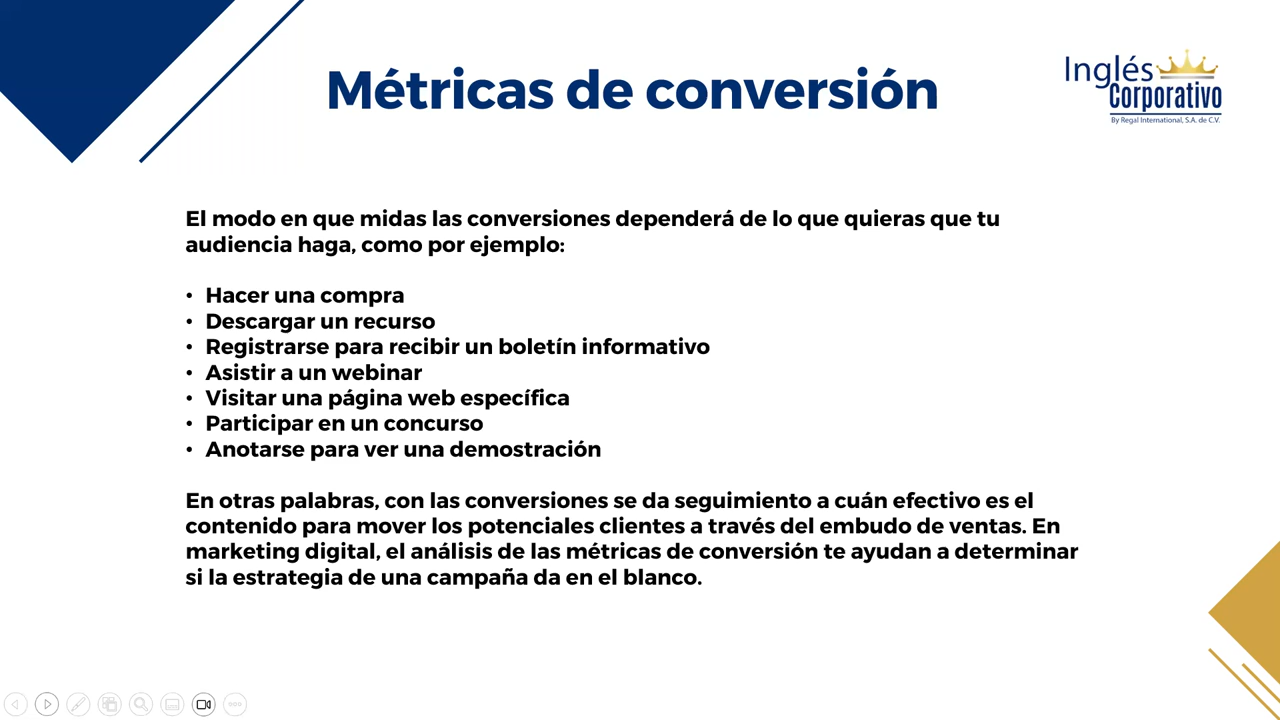 Métricas de conversión
Inglés
Corporativo
By Regal International, S.A. de C.V.
El modo en que midas las conversiones dependerá de lo que quieras que tu
audiencia haga, como por ejemplo:
• Hacer una compra
• Descargar un recurso
• Registrarse para recibir un boletín informativo
• Asistir a un webinar
• Visitar una página web específica
• Participar en un concurso
• Anotarse para ver una demostración
En otras palabras, con las conversiones se da seguimiento a cuán efectivo es el
contenido para mover los potenciales clientes a través del embudo de ventas. En
marketing digital, el análisis de las métricas de conversión te ayudan a determinar
si la estrategia de una campaña da en el blanco.